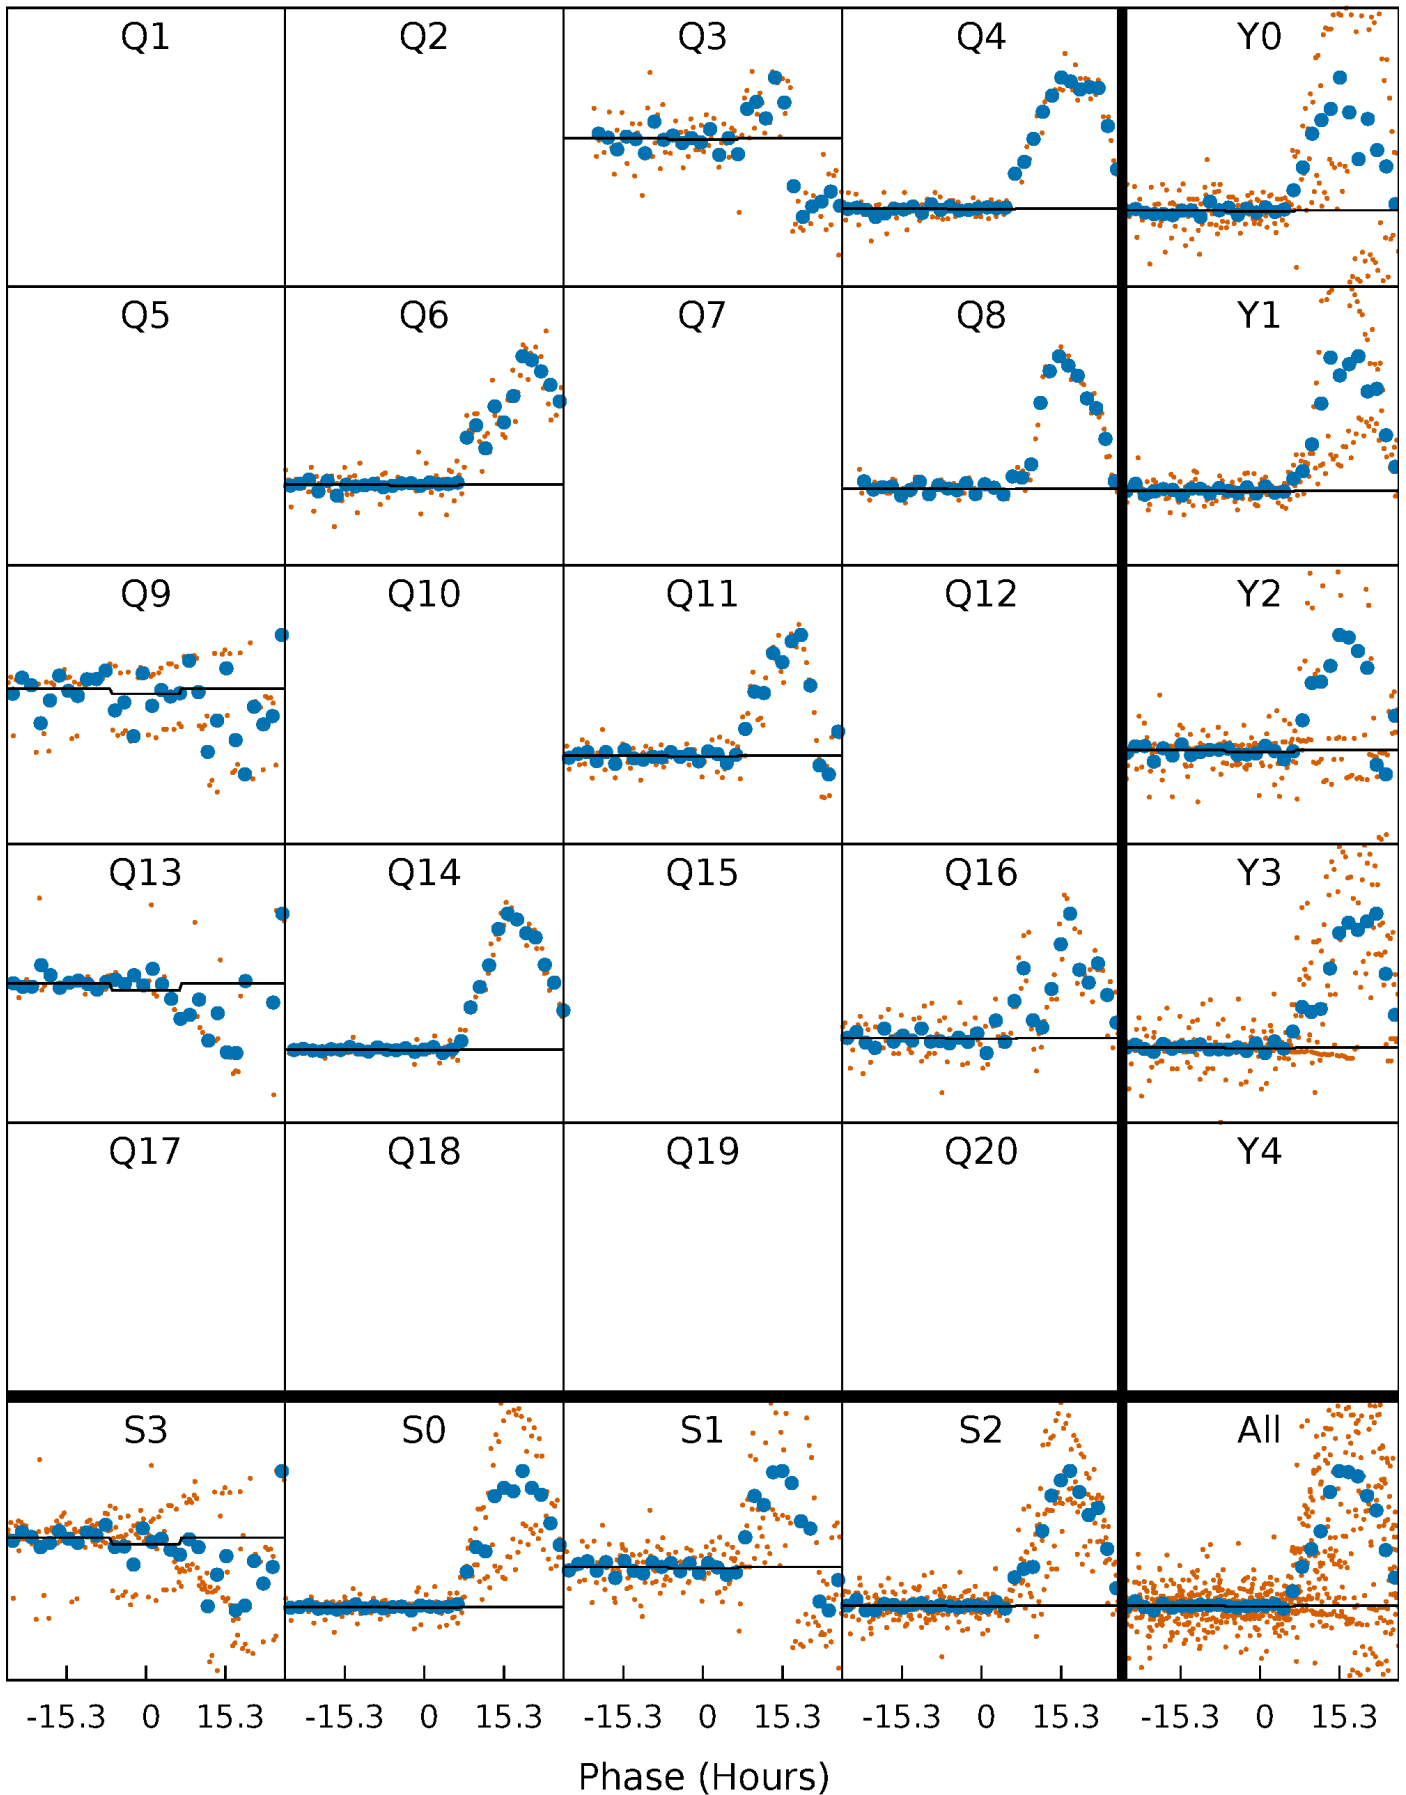 Q1 Q2 Q3 Q4 Y0
Q5 Q6 Q7 Q8 Y1
Q9 Q10 Q11 Q12 Y2
Q13 Q14 Q15 Q16 Y3
Q17 Q18 Q19 Q20 Y4
S3 S0 S1 S2 All
-15.3 0 15.3 -15.3 0 15.3 -15.3 0 15.3 -15.3 0 15.3 -15.3 0 15.3
Phase (Hours)